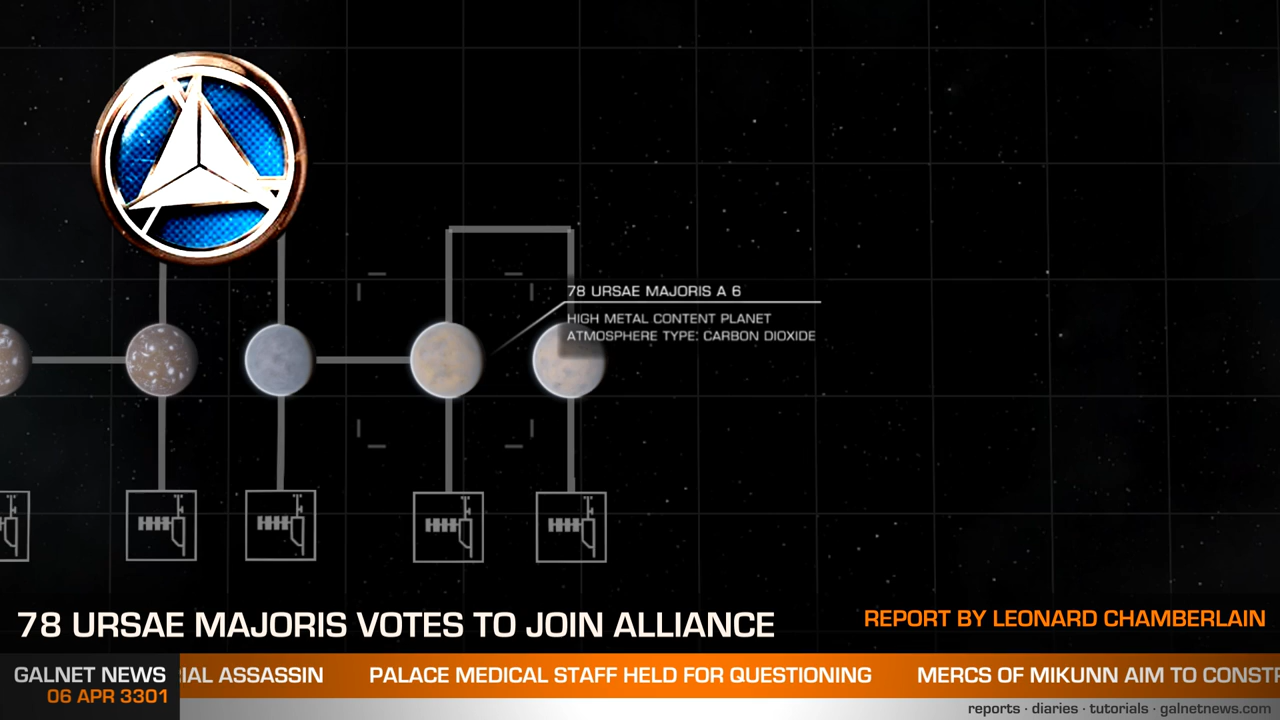 78 URSAE MAJORIS A 6
HIGH METAL CONTENT PLANET
ATMOSPHERE TYPE: CARBON DIOXIDE
78 URSAE MAJORIS VOTES TO JOIN ALLIANCE
REPORT BY LEONARD CHAMBERLAIN
GALNET NEWS
06 APR 3301
ASSASSIN PALACE MEDICAL STAFF HELD FOR QUESTIONING MERCS OF MIKUNN AIM TO
reports · diaries · tutorials · galnetnews.com